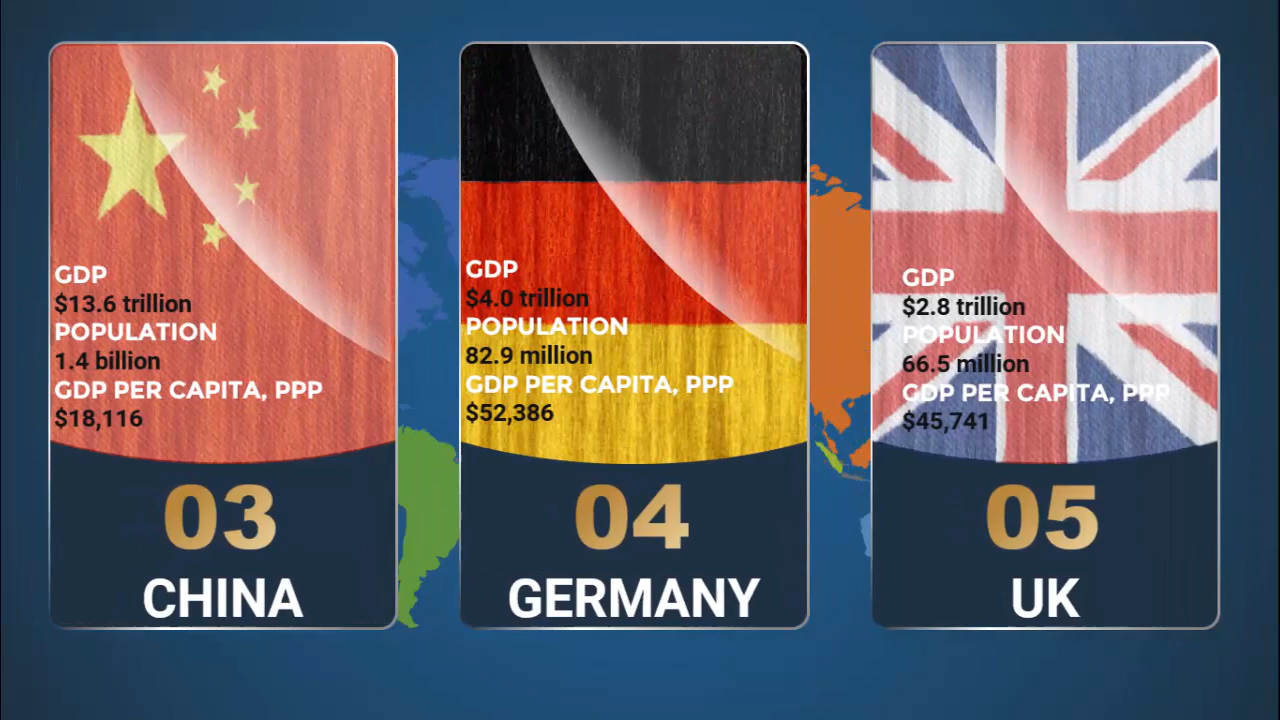 GDP
$13.6 trillion
POPULATION
1.4 billion
GDP PER CAPITA, PPP
$18,116
03
CHINA
GDP
$4.0 trillion
POPULATION
82.9 million
GDP PER CAPITA, PPP
$52,386
04
GERMANY
GDP
$2.8 trillion
POPULATION
66.5 million
GDP PER CAPITA, PPP
$45,741
05
UK